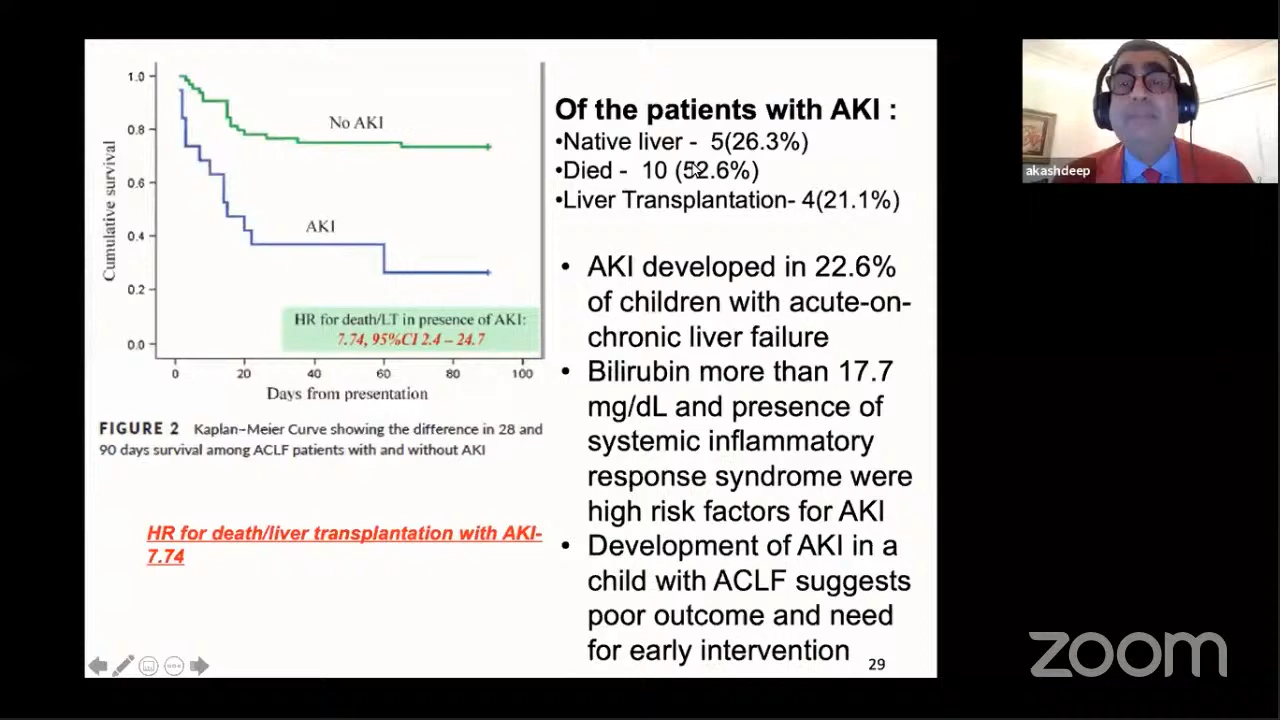 1.0
0.8
0.6
0.4
0.2
0.0
Cumulative survival
No AKI
AKI
HR for death/LT in presence of AKI:
7.74, 95%CI 2.4 – 24.7
0 20 40 60 80 100
Days from presentation
FIGURE 2 Kaplan–Meier Curve showing the difference in 28 and
90 days survival among ACLF patients with and without AKI
HR for death/liver transplantation with AKI-
7.74
Of the patients with AKI :
•Native liver - 5(26.3%)
•Died - 10 (52.6%)
•Liver Transplantation- 4(21.1%)
• AKI developed in 22.6%
of children with acute-on-
chronic liver failure
• Bilirubin more than 17.7
mg/dL and presence of
systemic inflammatory
response syndrome were
high risk factors for AKI
• Development of AKI in a
child with ACLF suggests
poor outcome and need
for early intervention
29
akashdeep
zoom